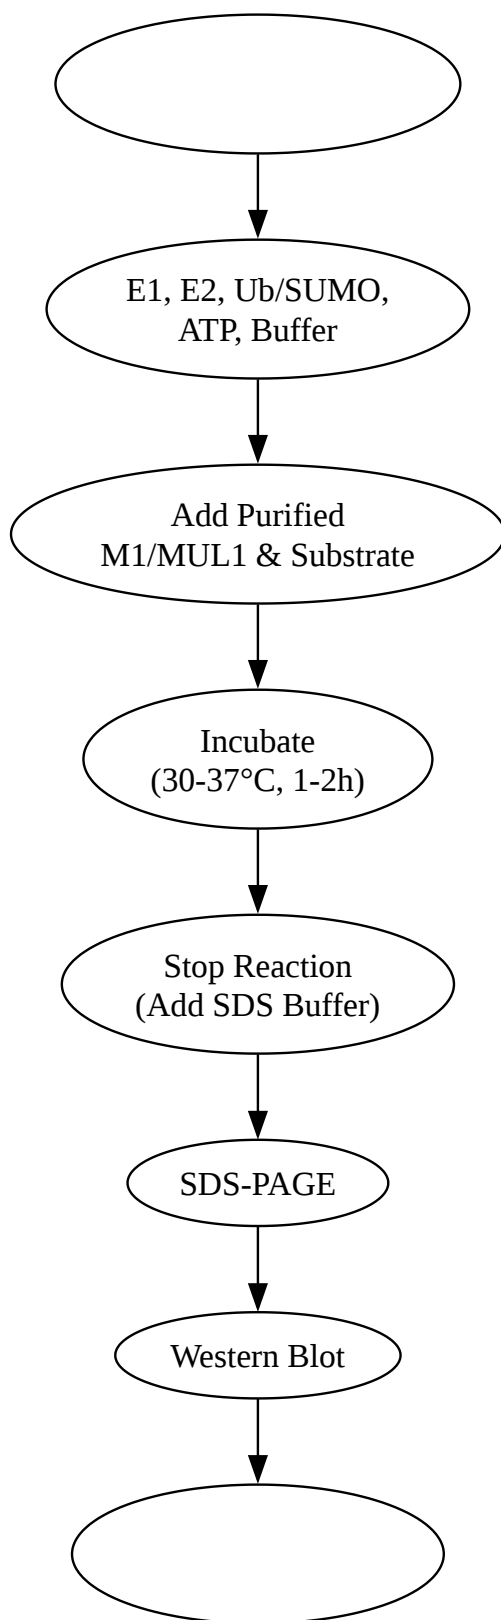 E1, E2, Ub/SUMO,
ATP, Buffer
Add Purified
M1/MUL1 & Substrate
Incubate
(30-37°C, 1-2h)
Stop Reaction
(Add SDS Buffer)
SDS-PAGE
Western Blot